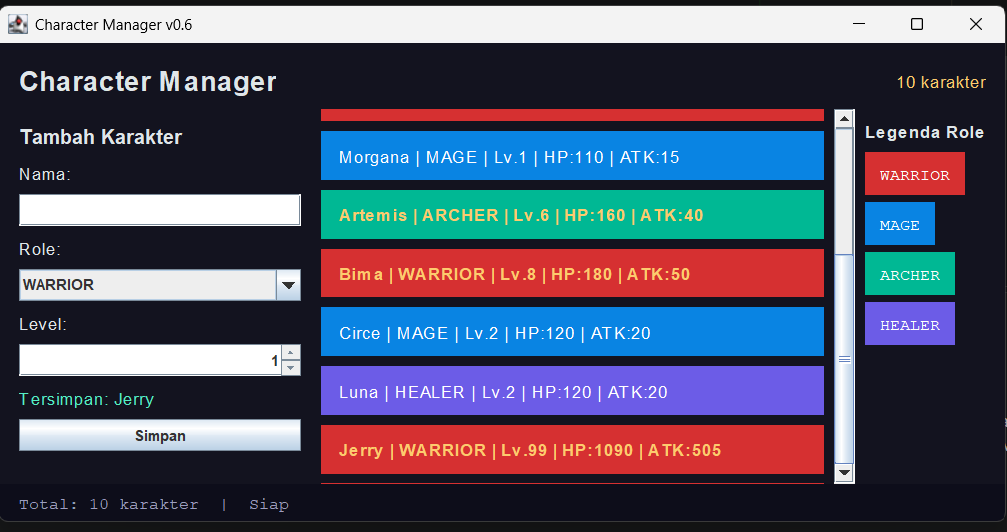 Character Manager v0.6
Character Manager
10 karakter
Tambah Karakter
Nama:
Role:
WARRIOR
Level:
1
Tersimpan: Jerry
Simpan
Morgana | MAGE | Lv.1 | HP:110 | ATK:15
Artemis | ARCHER | Lv.6 | HP:160 | ATK:40
Bima | WARRIOR | Lv.8 | HP:180 | ATK:50
Circe | MAGE | Lv.2 | HP:120 | ATK:20
Luna | HEALER | Lv.2 | HP:120 | ATK:20
Jerry | WARRIOR | Lv.99 | HP:1090 | ATK:505
Legenda Role
WARRIOR
MAGE
ARCHER
HEALER
Total: 10 karakter | Siap